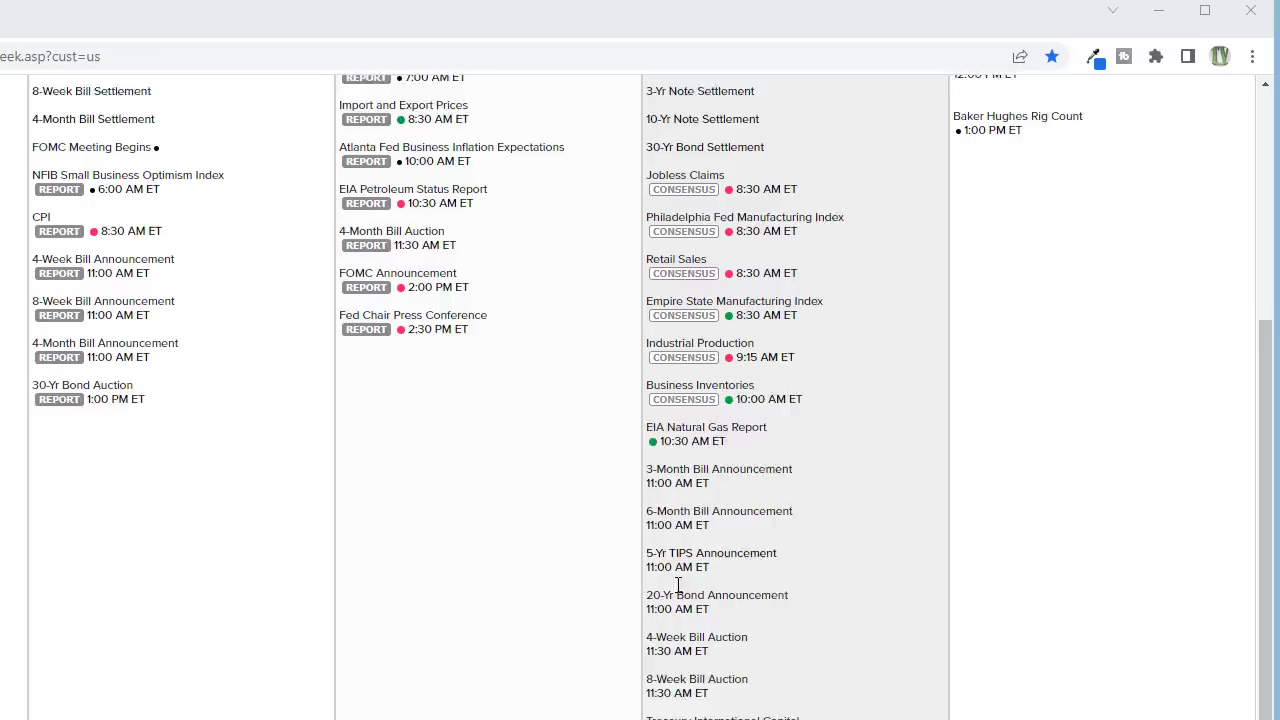 eek.asp?cust=us
8-Week Bill Settlement
4-Month Bill Settlement
FOMC Meeting Begins
NFIB Small Business Optimism Index
REPORT 6:00 AM ET
CPI
REPORT 8:30 AM ET
4-Week Bill Announcement
REPORT 11:00 AM ET
8-Week Bill Announcement
REPORT 11:00 AM ET
4-Month Bill Announcement
REPORT 11:00 AM ET
30-Yr Bond Auction
REPORT 1:00 PM ET
REPORT 7:00 AM ET
Import and Export Prices
REPORT 8:30 AM ET
Atlanta Fed Business Inflation Expectations
REPORT 10:00 AM ET
EIA Petroleum Status Report
REPORT 10:30 AM ET
4-Month Bill Auction
REPORT 11:30 AM ET
FOMC Announcement
REPORT 2:00 PM ET
Fed Chair Press Conference
REPORT 2:30 PM ET
3-Yr Note Settlement
10-Yr Note Settlement
30-Yr Bond Settlement
Jobless Claims
CONSENSUS 8:30 AM ET
Philadelphia Fed Manufacturing Index
CONSENSUS 8:30 AM ET
Retail Sales
CONSENSUS 8:30 AM ET
Empire State Manufacturing Index
CONSENSUS 8:30 AM ET
Industrial Production
CONSENSUS 9:15 AM ET
Business Inventories
CONSENSUS 10:00 AM ET
EIA Natural Gas Report
10:30 AM ET
3-Month Bill Announcement
11:00 AM ET
6-Month Bill Announcement
11:00 AM ET
5-Yr TIPS Announcement
11:00 AM ET
20-Yr Bond Announcement
11:00 AM ET
4-Week Bill Auction
11:30 AM ET
8-Week Bill Auction
11:30 AM ET
Treasury International Capital
12:00 PM ET
Baker Hughes Rig Count
1:00 PM ET